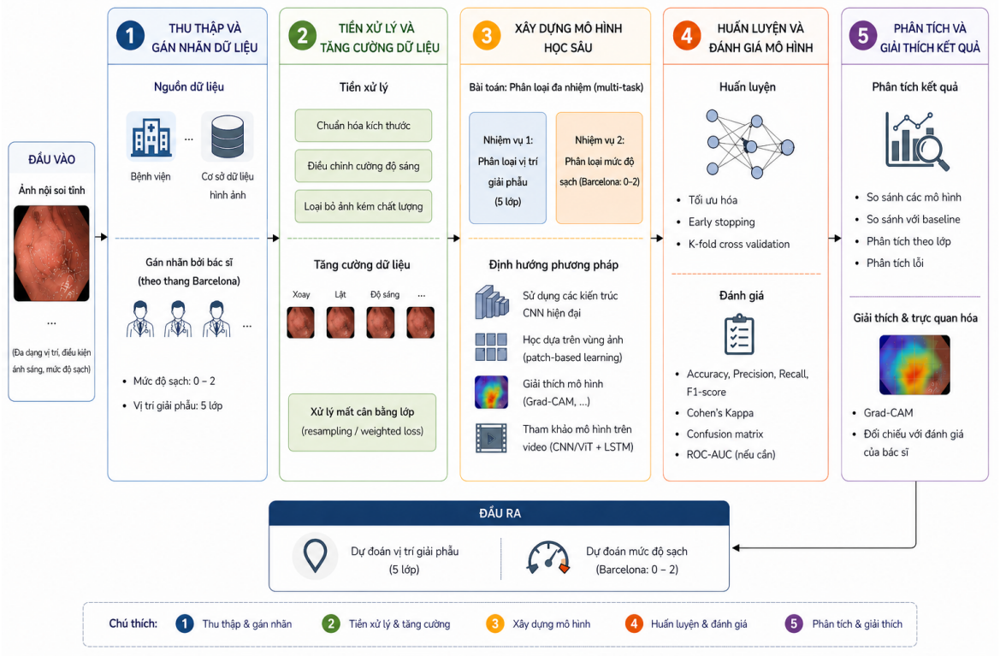 ĐẦU VÀO
Ảnh nội soi tĩnh
...
(Đa dạng vị trí, điều kiện
ánh sáng, mức độ sạch)
1
THU THẬP VÀ
GÁN NHÃN DỮ LIỆU
Nguồn dữ liệu
...
Bệnh viện
Cơ sở dữ liệu
hình ảnh
Gán nhãn bởi bác sĩ
(theo thang Barcelona)
...
• Mức độ sạch: 0 – 2
• Vị trí giải phẫu: 5 lớp
2
TIỀN XỬ LÝ VÀ
TĂNG CƯỜNG DỮ LIỆU
Tiền xử lý
Chuẩn hóa kích thước
Điều chỉnh cường độ sáng
Loại bỏ ảnh kém chất lượng
Tăng cường dữ liệu
Xoay Lật Độ sáng ...
Xử lý mất cân bằng lớp
(resampling / weighted loss)
3
XÂY DỰNG MÔ HÌNH
HỌC SÂU
Bài toán: Phân loại đa nhiệm (multi-task)
Nhiệm vụ 1:
Phân loại vị trí
giải phẫu
(5 lớp)
Nhiệm vụ 2:
Phân loại mức độ
sạch (Barcelona: 0–2)
Định hướng phương pháp
Sử dụng các kiến trúc
CNN hiện đại
Học dựa trên vùng ảnh
(patch-based learning)
Giải thích mô hình
(Grad-CAM, ...)
Tham khảo mô hình trên
video (CNN/ViT + LSTM)
4
HUẤN LUYỆN VÀ
ĐÁNH GIÁ MÔ HÌNH
Huấn luyện
• Tối ưu hóa
• Early stopping
• K-fold cross validation
Đánh giá
• Accuracy, Precision, Recall,
F1-score
• Cohen's Kappa
• Confusion matrix
• ROC-AUC (nếu cần)
5
PHÂN TÍCH VÀ
GIẢI THÍCH KẾT QUẢ
Phân tích kết quả
• So sánh các mô hình
• So sánh với baseline
• Phân tích theo lớp
• Phân tích lỗi
Giải thích & trực quan hóa
• Grad-CAM
• Đối chiếu với đánh giá
của bác sĩ
ĐẦU RA
Dự đoán vị trí giải phẫu
(5 lớp)
Dự đoán mức độ sạch
(Barcelona: 0 – 2)
Chú thích: 1 Thu thập & gán nhãn 2 Tiền xử lý & tăng cường 3 Xây dựng mô hình 4 Huấn luyện & đánh giá 5 Phân tích & giải thích